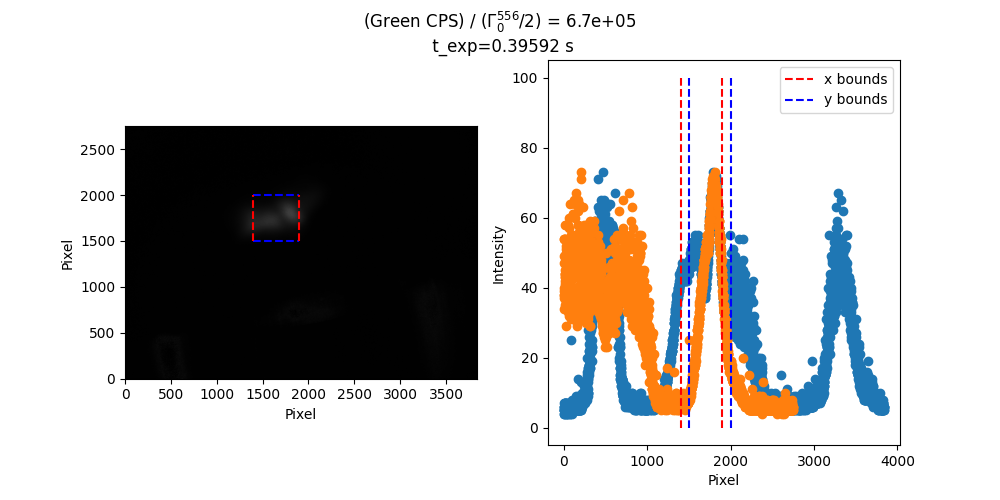 (Green CPS) / (Γ₀⁵⁵⁶/2) = 6.7e+05
t_exp=0.39592 s
2500
2000
1500
1000
500
0
Pixel
0 500 1000 1500 2000 2500 3000 3500
Pixel
100
80
60
40
20
0
Intensity
x bounds
y bounds
0 1000 2000 3000 4000
Pixel